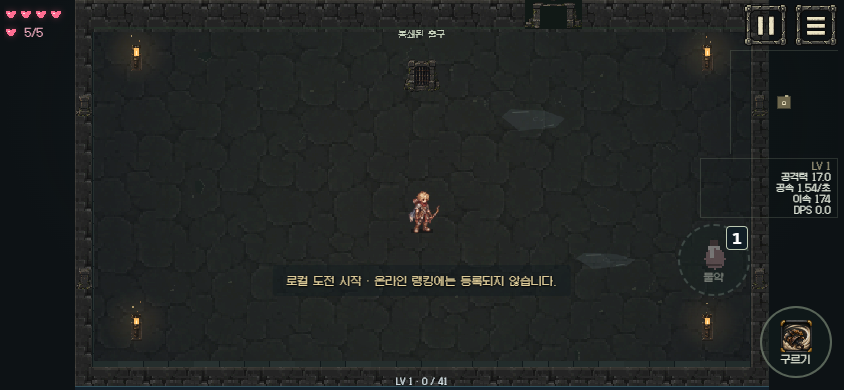 5/5
봉쇄된 출구
LV 1
공격력 17.0
공속 1.54/초
이속 174
DPS 0.0
1
물약
로컬 도전 시작 · 온라인 랭킹에는 등록되지 않습니다.
구르기
LV 1 · 0 / 41